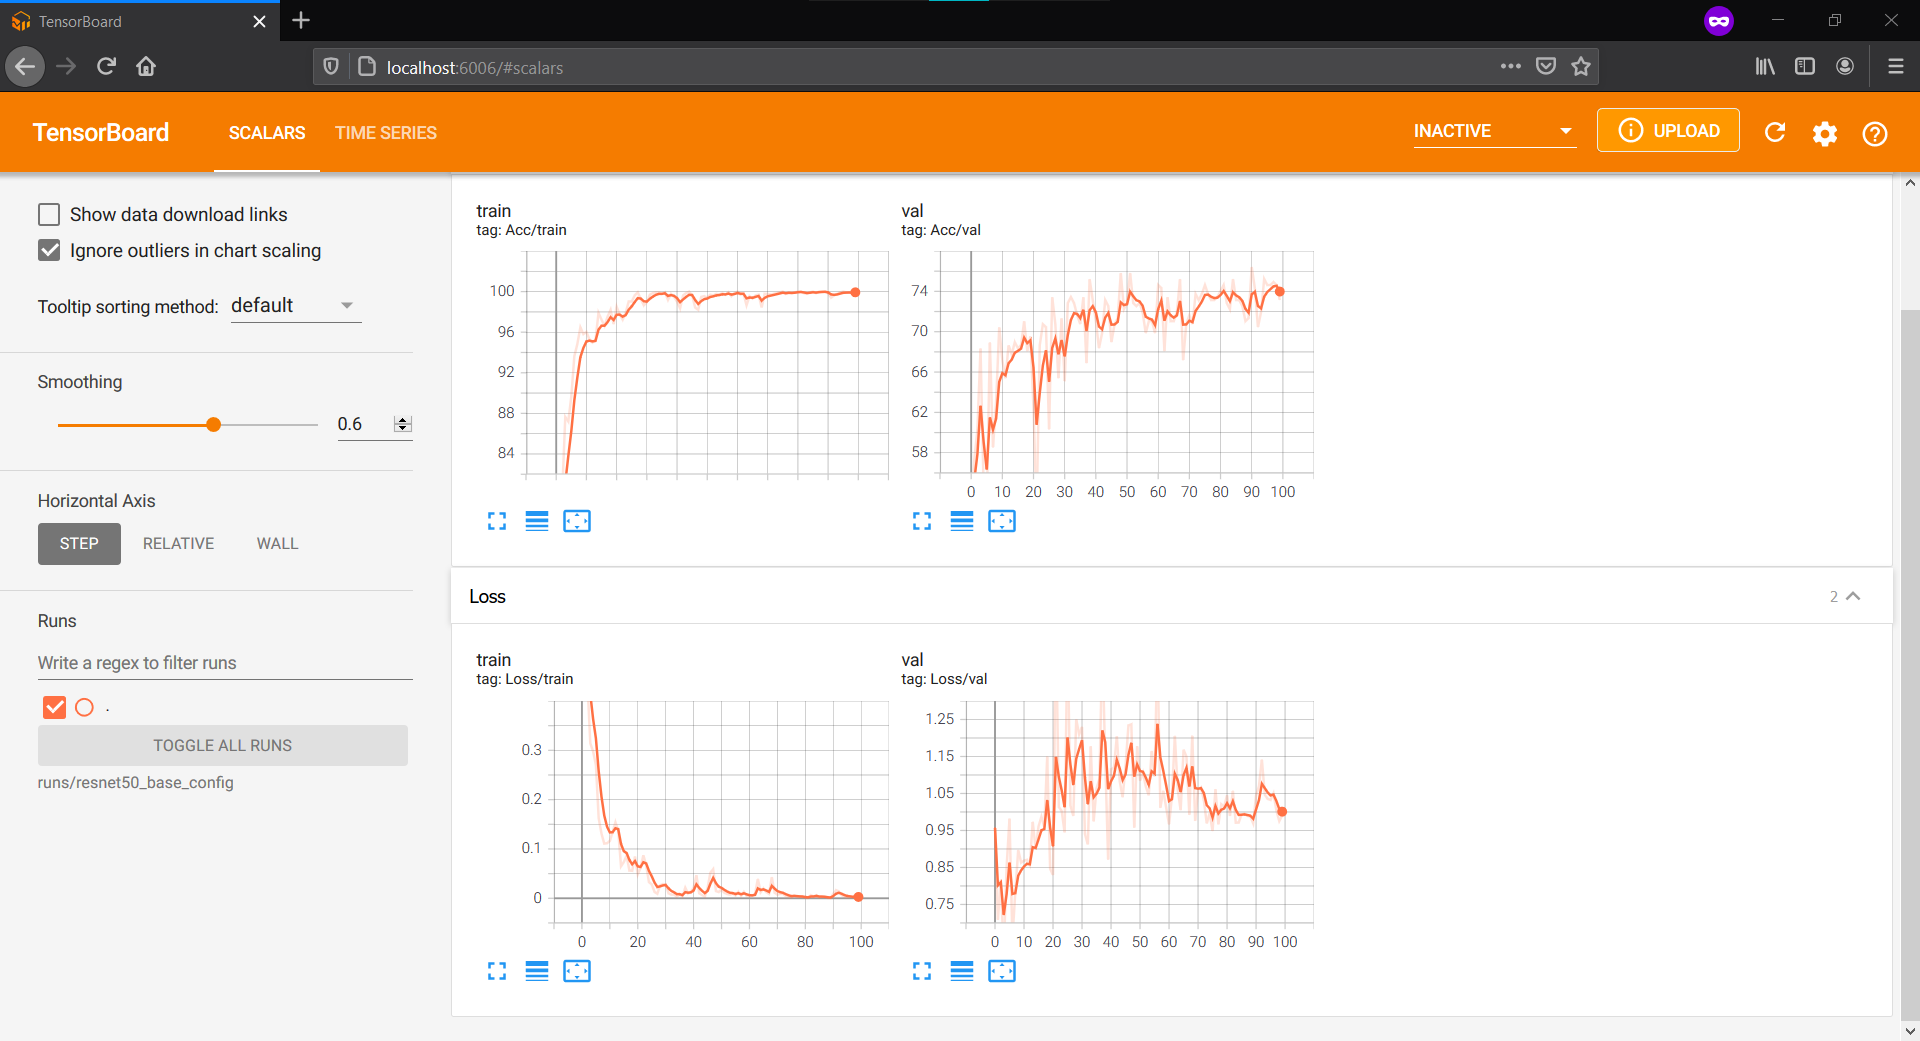 TensorBoard
localhost:6006/#scalars
TensorBoard
SCALARS
TIME SERIES
INACTIVE
UPLOAD
Show data download links
Ignore outliers in chart scaling
Tooltip sorting method: default
Smoothing
0.6
Horizontal Axis
STEP
RELATIVE
WALL
Runs
Write a regex to filter runs
.
TOGGLE ALL RUNS
runs/resnet50_base_config
train
tag: Acc/train
100
96
92
88
84
val
tag: Acc/val
74
70
66
62
58
0 10 20 30 40 50 60 70 80 90 100
Loss
2
train
tag: Loss/train
0.3
0.2
0.1
0
0 20 40 60 80 100
val
tag: Loss/val
1.25
1.15
1.05
0.95
0.85
0.75
0 10 20 30 40 50 60 70 80 90 100